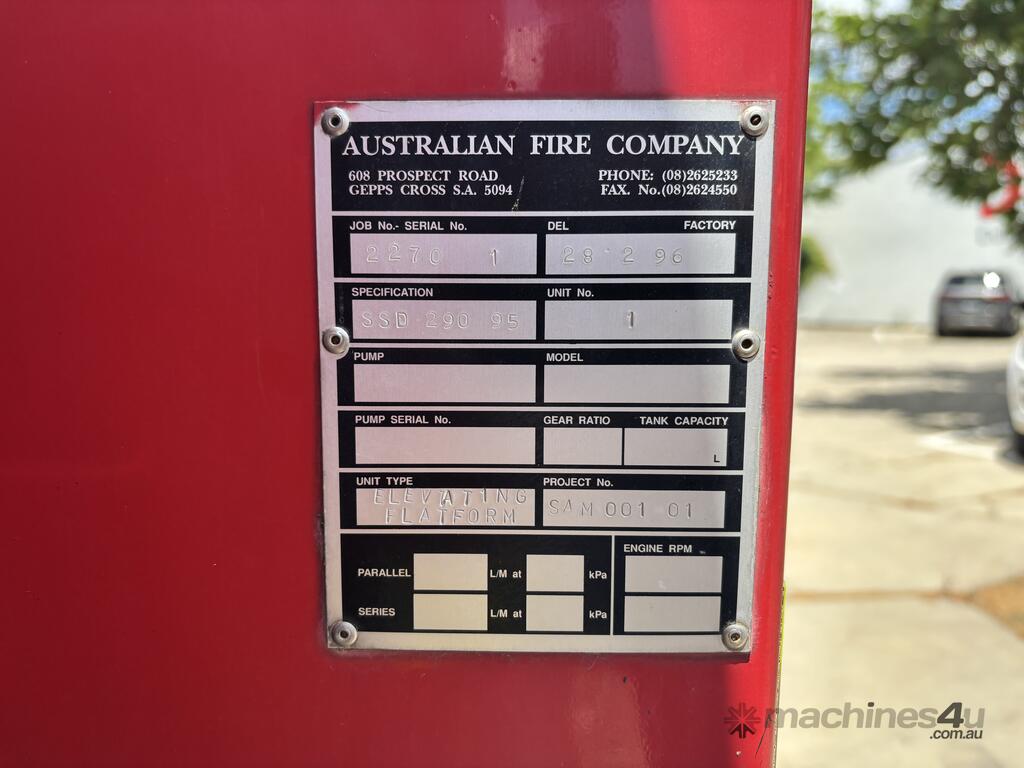 AUSTRALIAN FIRE COMPANY
608 PROSPECT ROAD PHONE: (08)2625233
GEPPS CROSS S.A. 5094 FAX. No.(08)2624550
JOB No.- SERIAL No. DEL FACTORY
2270 1 28 2 96
SPECIFICATION UNIT No.
SSD 290 95 1
PUMP MODEL
PUMP SERIAL No. GEAR RATIO TANK CAPACITY
L
UNIT TYPE PROJECT No.
ELEVATING
PLATFORM SAM 001 01
ENGINE RPM
PARALLEL L/M at kPa
SERIES L/M at kPa
machines4u
.com.au